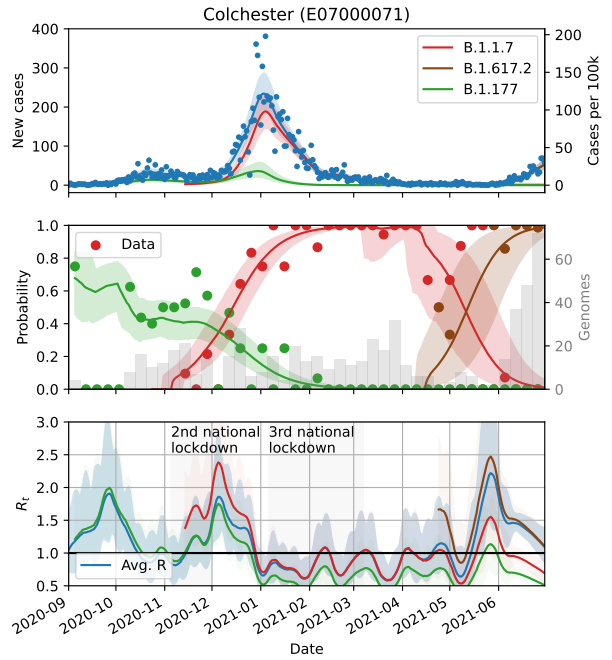 Colchester (E07000071)
400
300
200
100
0
New cases
200
150
100
50
0
Cases per 100k
B.1.1.7
B.1.617.2
B.1.177
1.0
0.8
0.6
0.4
0.2
0.0
Probability
Data
60
40
20
0
Genomes
3.0
2.5
2.0
1.5
1.0
0.5
Rt
2nd national
lockdown
3rd national
lockdown
Avg. R
2020-09
2020-10
2020-11
2020-12
2021-01
2021-02
2021-03
2021-04
2021-05
2021-06
Date